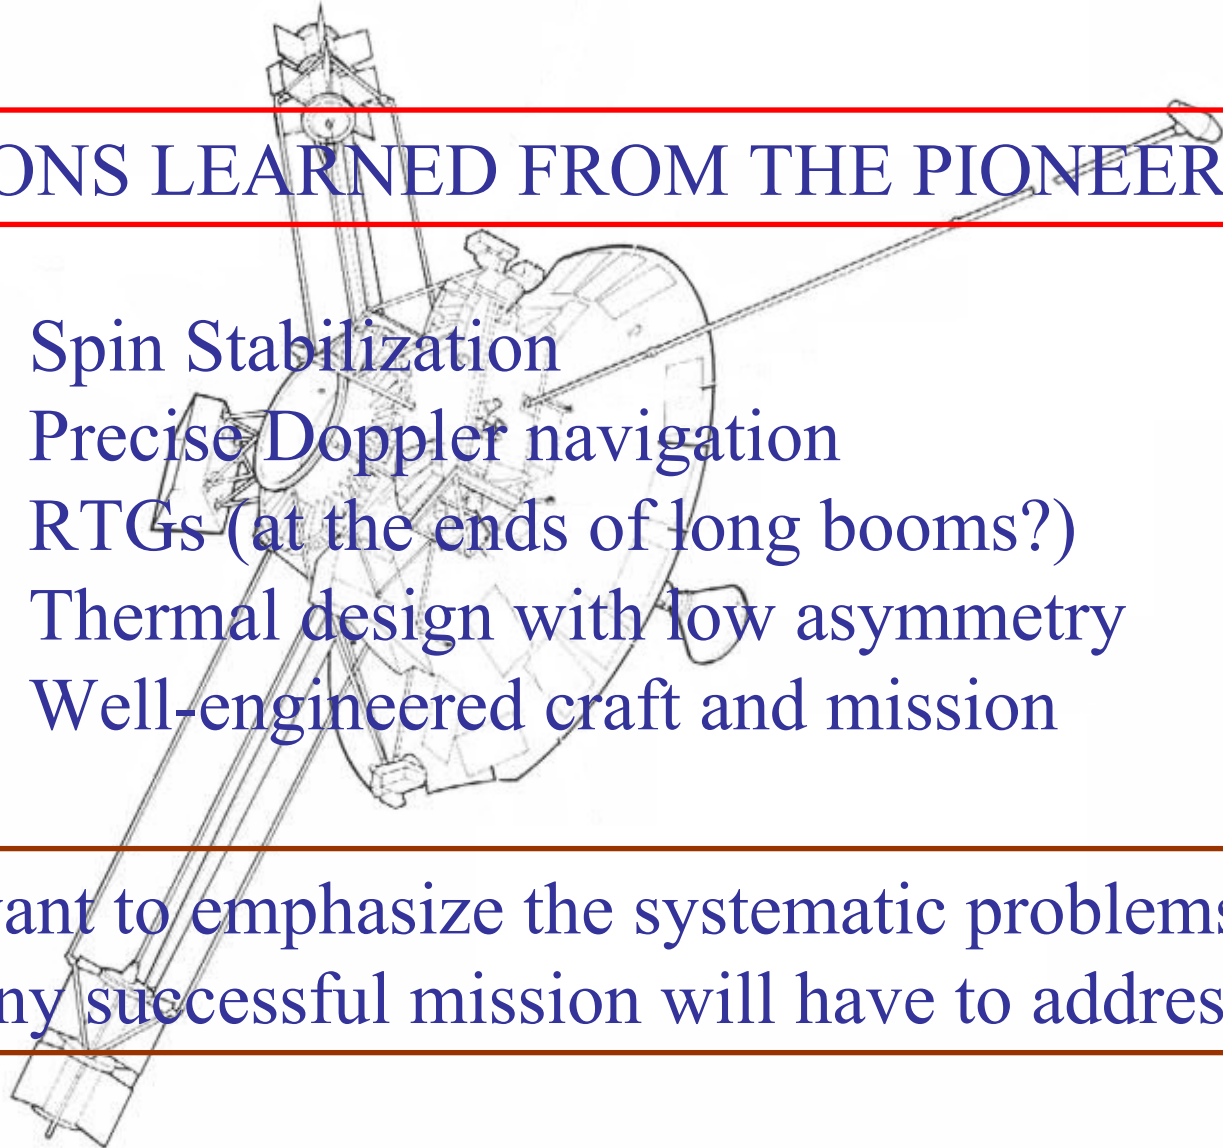 ONS LEARNED FROM THE PIONEER
Spin Stabilization
Precise Doppler navigation
RTGs (at the ends of long booms?)
Thermal design with low asymmetry
Well-engineered craft and mission
ant to emphasize the systematic problems
ny successful mission will have to addres